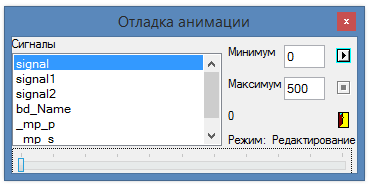 Отладка анимации
Сигналы
signal
signal1
signal2
bd_Name
_mp_p
_mp_s
Минимум 0
Максимум 500
0
Режим: Редактирование